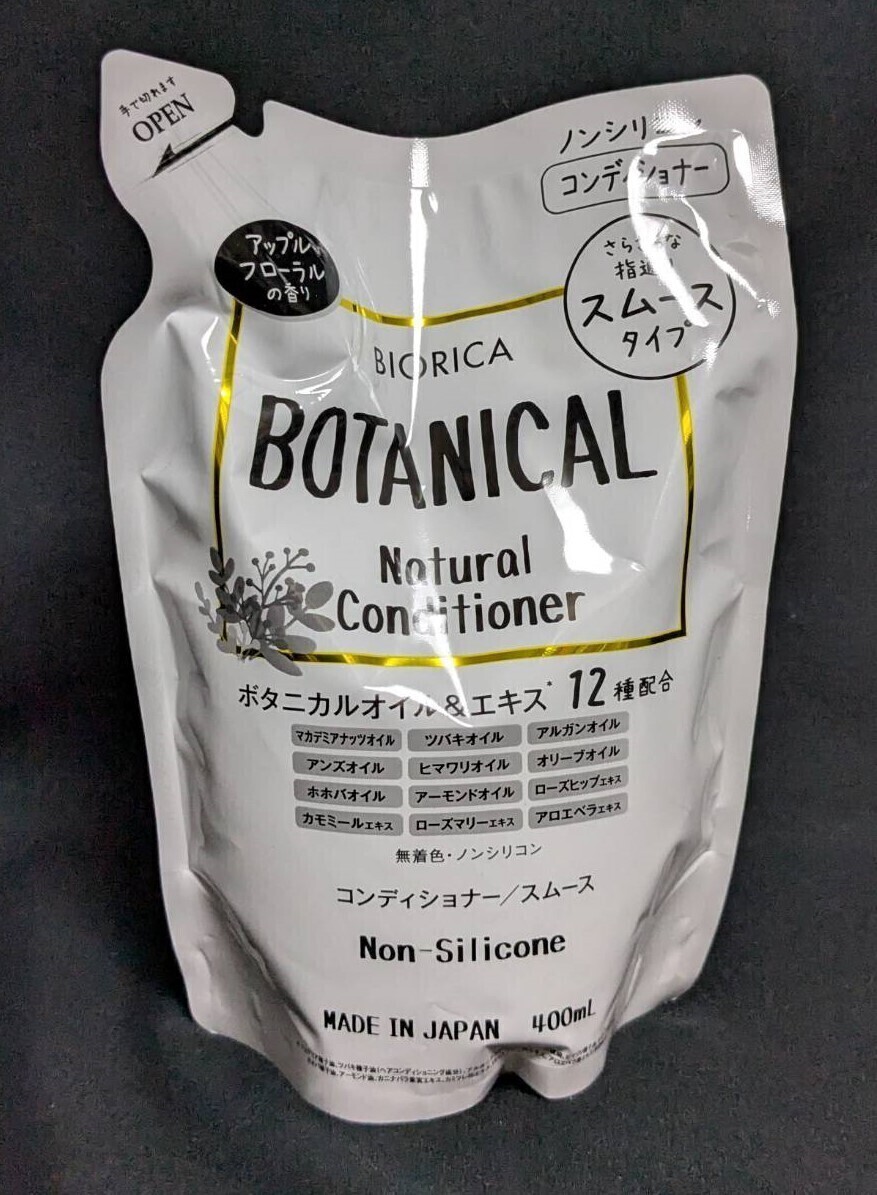 手で切れます
OPEN
ノンシリ
コンディショナー
アップル
フローラル
の香り
さらさらな
指通り
スムース
タイプ
BIORICA
BOTANICAL
Natural
Conditioner
ボタニカルオイル&エキス* 12種配合
マカデミアナッツオイル ツバキオイル アルガンオイル
アンズオイル ヒマワリオイル オリーブオイル
ホホバオイル アーモンドオイル ローズヒップエキス
カモミールエキス ローズマリーエキス アロエベラエキス
無着色・ノンシリコン
コンディショナー/スムース
Non-Silicone
MADE IN JAPAN 400mL